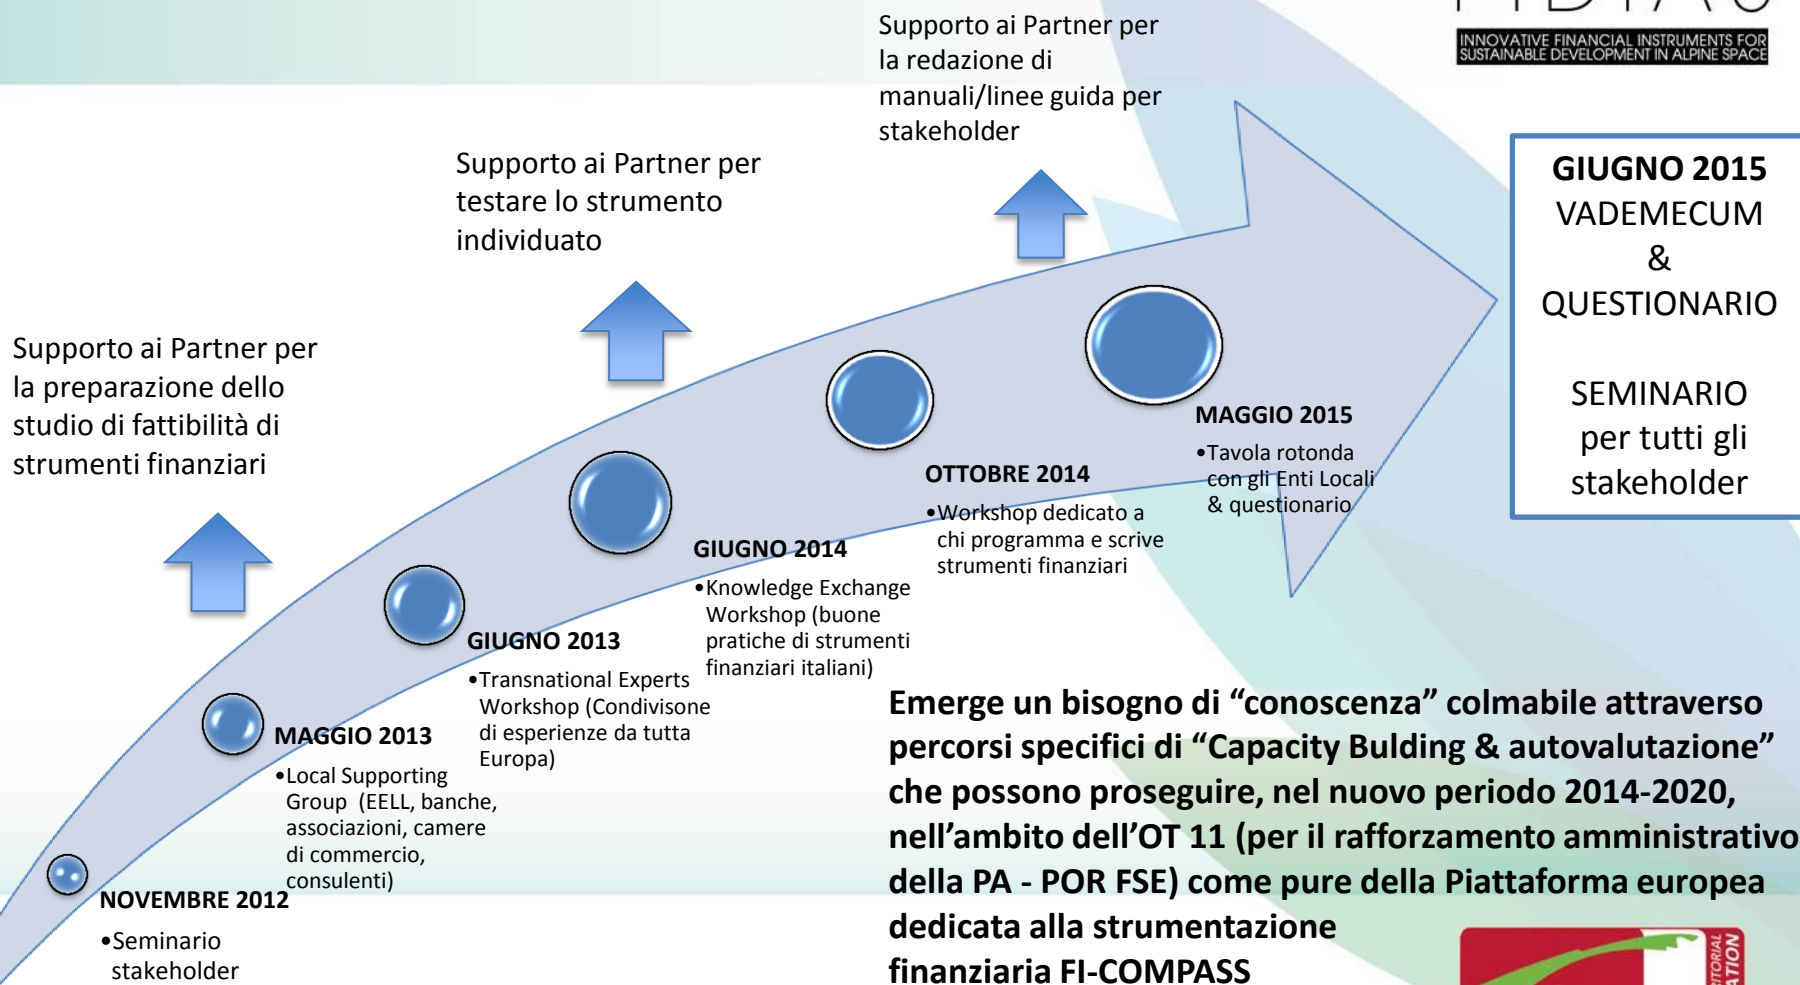 INNOVATIVE FINANCIAL INSTRUMENTS FOR
SUSTAINABLE DEVELOPMENT IN ALPINE SPACE
Supporto ai Partner per
la redazione di
manuali/linee guida per
stakeholder
Supporto ai Partner per
testare lo strumento
individuato
Supporto ai Partner per
la preparazione dello
studio di fattibilità di
strumenti finanziari
GIUGNO 2015
VADEMECUM
&
QUESTIONARIO
SEMINARIO
per tutti gli
stakeholder
MAGGIO 2015
•Tavola rotonda
con gli Enti Locali
& questionario
OTTOBRE 2014
•Workshop dedicato a
chi programma e scrive
strumenti finanziari
GIUGNO 2014
•Knowledge Exchange
Workshop (buone
pratiche di strumenti
finanziari italiani)
GIUGNO 2013
•Transnational Experts
Workshop (Condivisone
di esperienze da tutta
Europa)
MAGGIO 2013
•Local Supporting
Group (EELL, banche,
associazioni, camere
di commercio,
consulenti)
NOVEMBRE 2012
•Seminario
stakeholder
Emerge un bisogno di “conoscenza” colmabile attraverso
percorsi specifici di “Capacity Bulding & autovalutazione”
che possono proseguire, nel nuovo periodo 2014-2020,
nell’ambito dell’OT 11 (per il rafforzamento amministrativo
della PA - POR FSE) come pure della Piattaforma europea
dedicata alla strumentazione
finanziaria FI-COMPASS